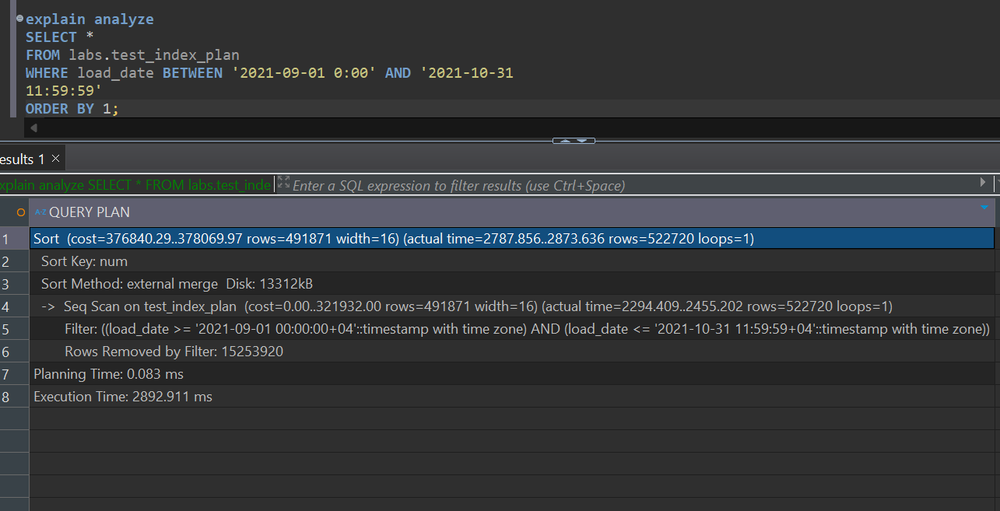 explain analyze
SELECT *
FROM labs.test_index_plan
WHERE load_date BETWEEN '2021-09-01 0:00' AND '2021-10-31
11:59:59'
ORDER BY 1;
esults 1 ×
xplain analyze SELECT * FROM labs.test_inde Enter a SQL expression to filter results (use Ctrl+Space)
A-Z QUERY PLAN
1 Sort (cost=376840.29..378069.97 rows=491871 width=16) (actual time=2787.856..2873.636 rows=522720 loops=1)
2 Sort Key: num
3 Sort Method: external merge Disk: 13312kB
4 -> Seq Scan on test_index_plan (cost=0.00..321932.00 rows=491871 width=16) (actual time=2294.409..2455.202 rows=522720 loops=1)
5 Filter: ((load_date >= '2021-09-01 00:00:00+04'::timestamp with time zone) AND (load_date <= '2021-10-31 11:59:59+04'::timestamp with time zone))
6 Rows Removed by Filter: 15253920
7 Planning Time: 0.083 ms
8 Execution Time: 2892.911 ms